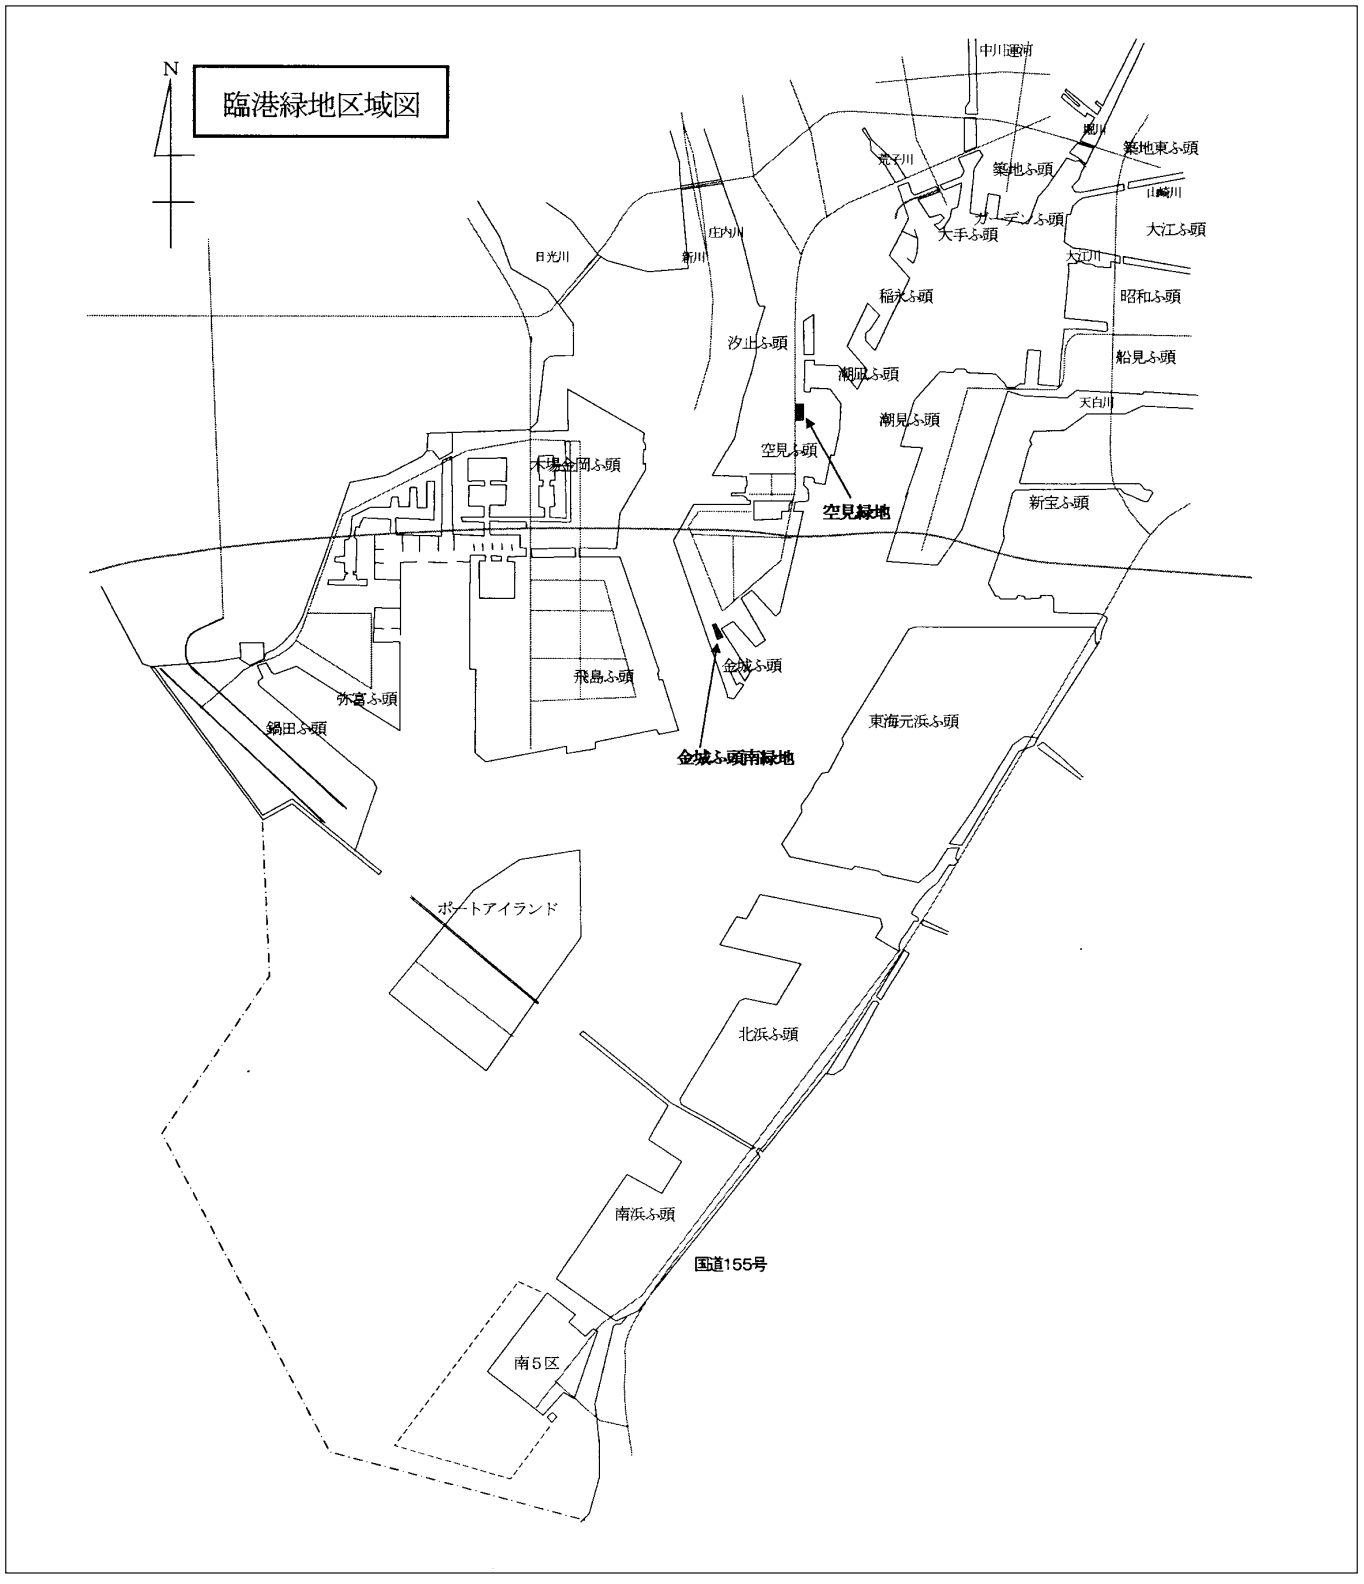 中川運河
N
臨港緑地区域図
堀川
築地東ふ頭
荒子川
築地ふ頭
山崎川
ガーデンふ頭
大江ふ頭
庄内川
大手ふ頭
日光川
新川
大江川
稲永ふ頭
昭和ふ頭
汐止ふ頭
船見ふ頭
潮凪ふ頭
天白川
潮見ふ頭
空見ふ頭
木場金岡ふ頭
新宝ふ頭
空見緑地
金城ふ頭
飛島ふ頭
弥富ふ頭
東海元浜ふ頭
鍋田ふ頭
金城ふ頭南緑地
ポートアイランド
北浜ふ頭
南浜ふ頭
国道155号
南5区